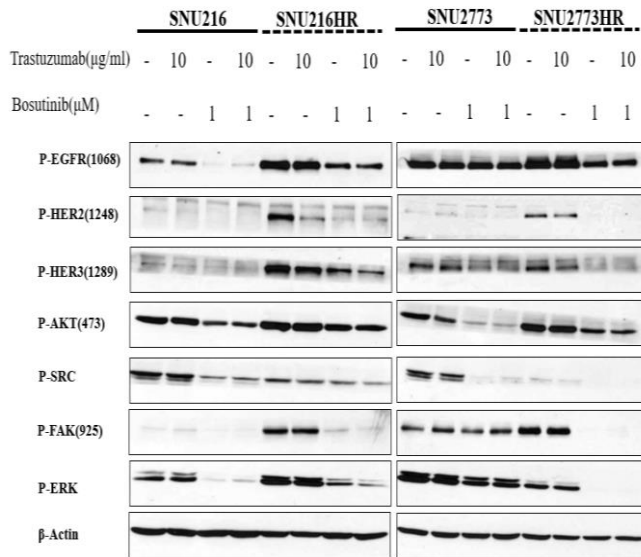 SNU216 SNU216HR SNU2773 SNU2773HR
Trastuzumab(μg/ml) - 10 - 10 - 10 - 10 - 10 - 10 - 10 - 10
Bosutinib(μM) - - 1 1 - - 1 1 - - 1 1 - - 1 1
P-EGFR(1068)
P-HER2(1248)
P-HER3(1289)
P-AKT(473)
P-SRC
P-FAK(925)
P-ERK
β-Actin